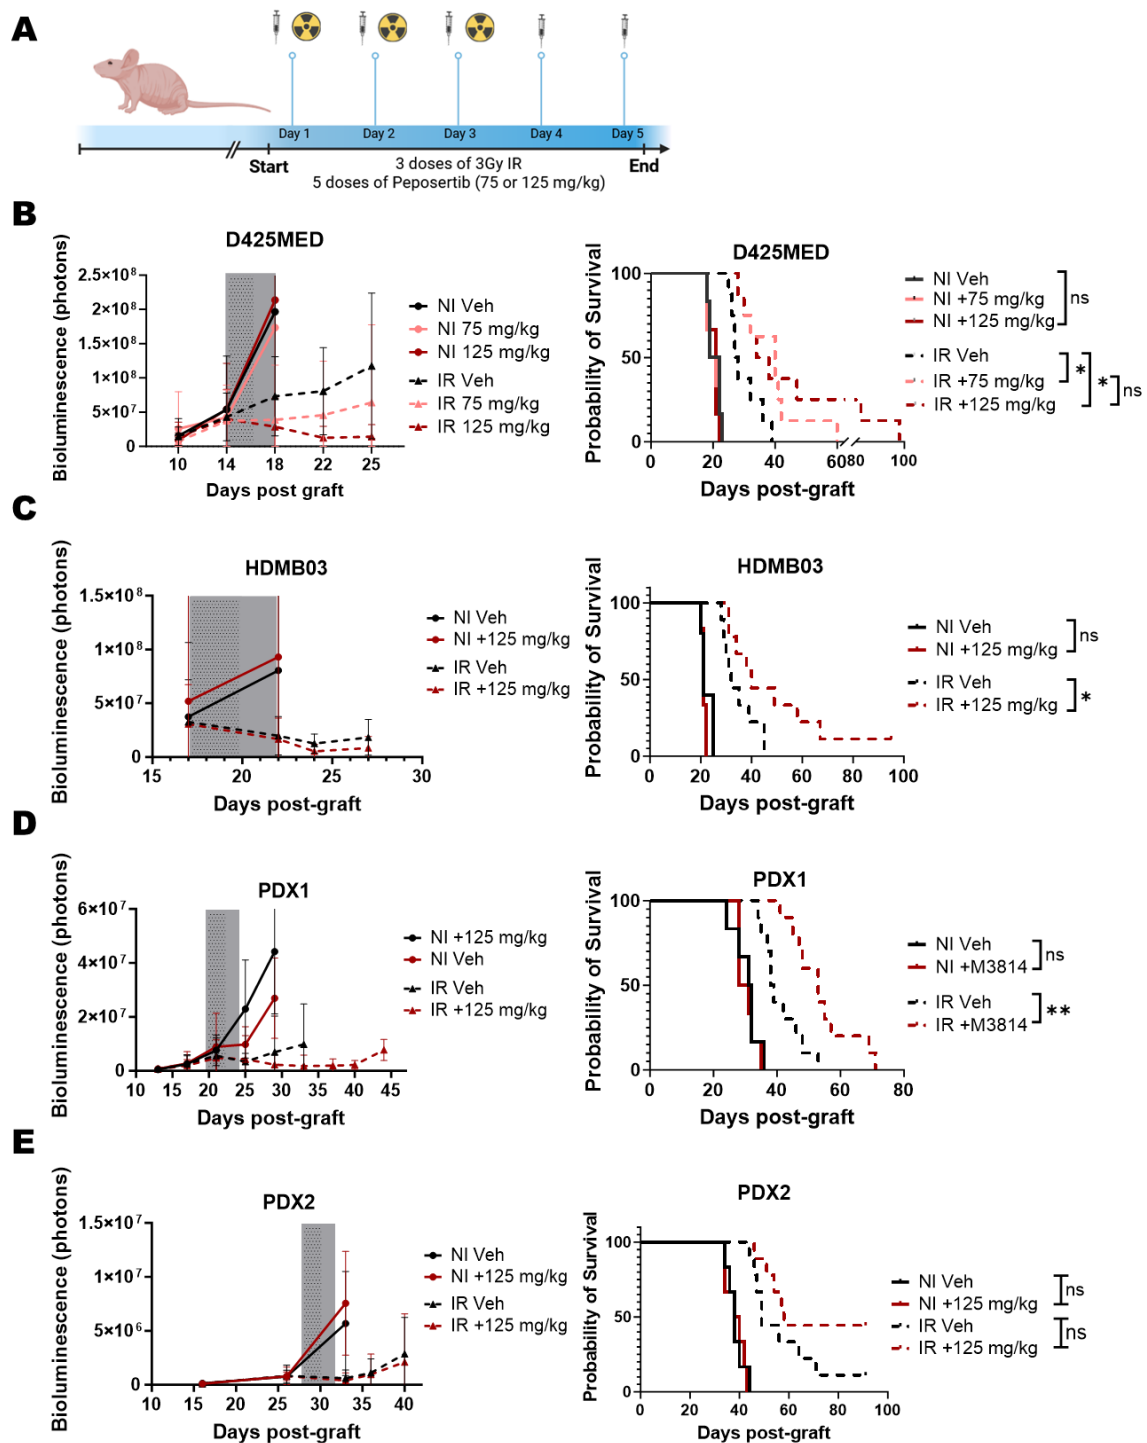 A
Day 1
Day 2
Day 3
Day 4
Day 5
Start
3 doses of 3Gy IR
End
5 doses of Peposertib (75 or 125 mg/kg)
B
D425MED
Bioluminescence (photons)
2.5×10⁸
2×10⁸
1.5×10⁸
1×10⁸
5×10⁷
0
10
14
18
22
25
Days post graft
NI Veh
NI 75 mg/kg
NI 125 mg/kg
IR Veh
IR 75 mg/kg
IR 125 mg/kg
D425MED
Probability of Survival
100
50
0
0
20
40
60
80
100
Days post-graft
NI Veh
NI +75 mg/kg
NI +125 mg/kg
ns
IR Veh
IR +75 mg/kg
IR +125 mg/kg
*
*
ns
C
HDMB03
Bioluminescence (photons)
1.5×10⁸
1×10⁸
5×10⁷
0
15
20
25
30
Days post-graft
NI Veh
NI +125 mg/kg
IR Veh
IR +125 mg/kg
HDMB03
Probability of Survival
100
50
0
0
20
40
60
80
100
Days post-graft
NI Veh
NI +125 mg/kg
ns
IR Veh
IR +125 mg/kg
*
D
PDX1
Bioluminescence (photons)
6×10⁷
4×10⁷
2×10⁷
0
13
17
21
25
29
33
37
41
45
Days post-graft
NI +125 mg/kg
NI Veh
IR Veh
IR +125 mg/kg
PDX1
Probability of Survival
100
50
0
0
20
40
60
80
Days post-graft
NI Veh
NI +M3814
ns
IR Veh
IR +M3814
**
E
PDX2
Bioluminescence (photons)
1.5×10⁷
1×10⁷
5×10⁶
0
10
15
20
25
30
35
40
Days post-graft
NI Veh
NI +125 mg/kg
IR Veh
IR +125 mg/kg
PDX2
Probability of Survival
100
50
0
0
20
40
60
80
100
Days post-graft
NI Veh
NI +125 mg/kg
ns
IR Veh
IR +125 mg/kg
ns